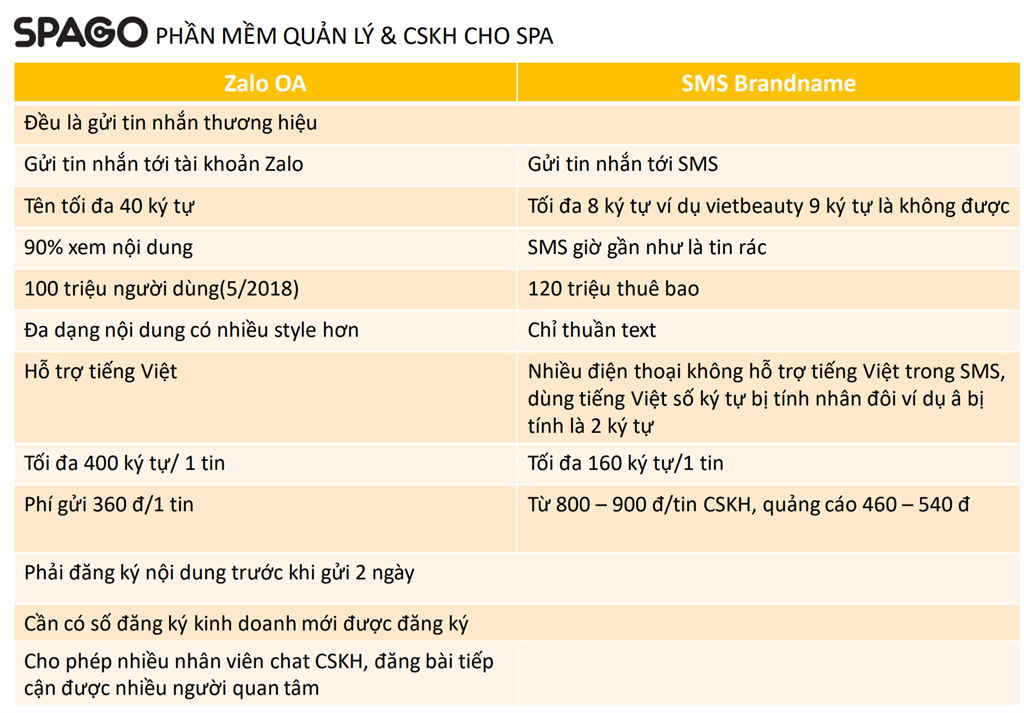 SPAGO PHẦN MỀM QUẢN LÝ & CSKH CHO SPA
Zalo OA
SMS Brandname
Đều là gửi tin nhắn thương hiệu
Gửi tin nhắn tới tài khoản Zalo
Gửi tin nhắn tới SMS
Tên tối đa 40 ký tự
Tối đa 8 ký tự ví dụ vietbeauty 9 ký tự là không được
90% xem nội dung
SMS giờ gần như là tin rác
100 triệu người dùng(5/2018)
120 triệu thuê bao
Đa dạng nội dung có nhiều style hơn
Chỉ thuần text
Hỗ trợ tiếng Việt
Nhiều điện thoại không hỗ trợ tiếng Việt trong SMS,
dùng tiếng Việt số ký tự bị tính nhân đôi ví dụ â bị
tính là 2 ký tự
Tối đa 400 ký tự/ 1 tin
Tối đa 160 ký tự/1 tin
Phí gửi 360 đ/1 tin
Từ 800 – 900 đ/tin CSKH, quảng cáo 460 – 540 đ
Phải đăng ký nội dung trước khi gửi 2 ngày
Cần có số đăng ký kinh doanh mới được đăng ký
Cho phép nhiều nhân viên chat CSKH, đăng bài tiếp
cận được nhiều người quan tâm